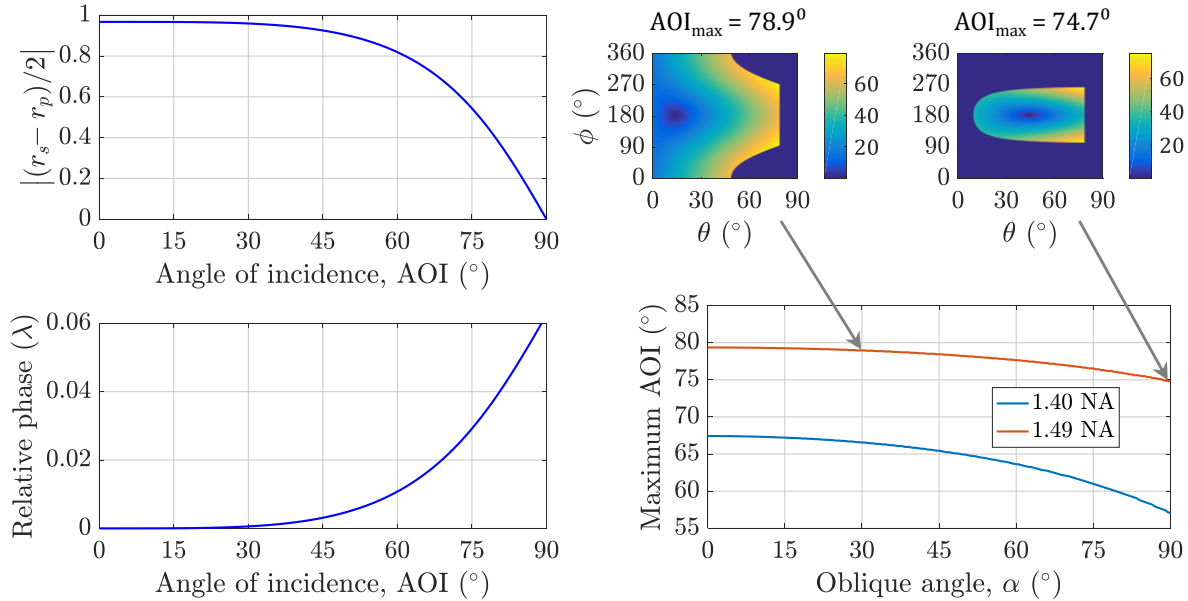 |(r_s − r_p)/2|
1
0.8
0.6
0.4
0.2
0
0 15 30 45 60 75 90
Angle of incidence, AOI (°)
AOI_max = 78.9⁰
360
270
180
90
0
ϕ (°)
0 30 60 90
θ (°)
60
40
20
AOI_max = 74.7⁰
360
270
180
90
0
0 30 60 90
θ (°)
60
40
20
Relative phase (λ)
0.06
0.04
0.02
0
0 15 30 45 60 75 90
Angle of incidence, AOI (°)
Maximum AOI (°)
85
80
75
70
65
60
55
1.40 NA
1.49 NA
0 15 30 45 60 75 90
Oblique angle, α (°)